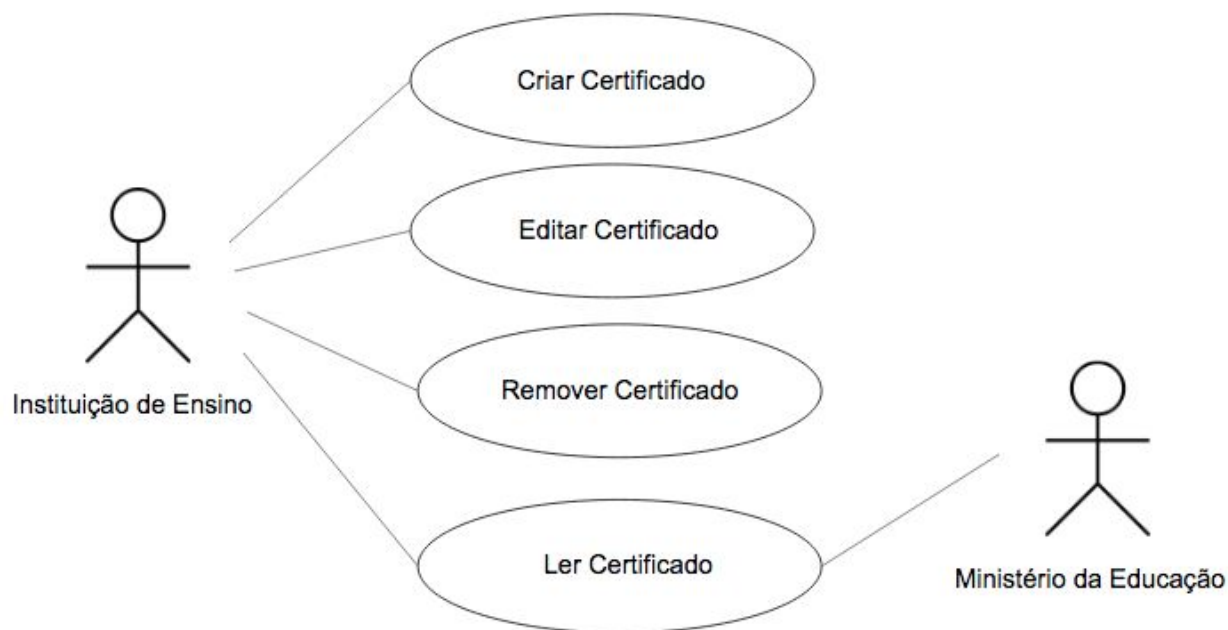 Criar Certificado
Editar Certificado
Remover Certificado
Instituição de Ensino
Ler Certificado
Ministério da Educação